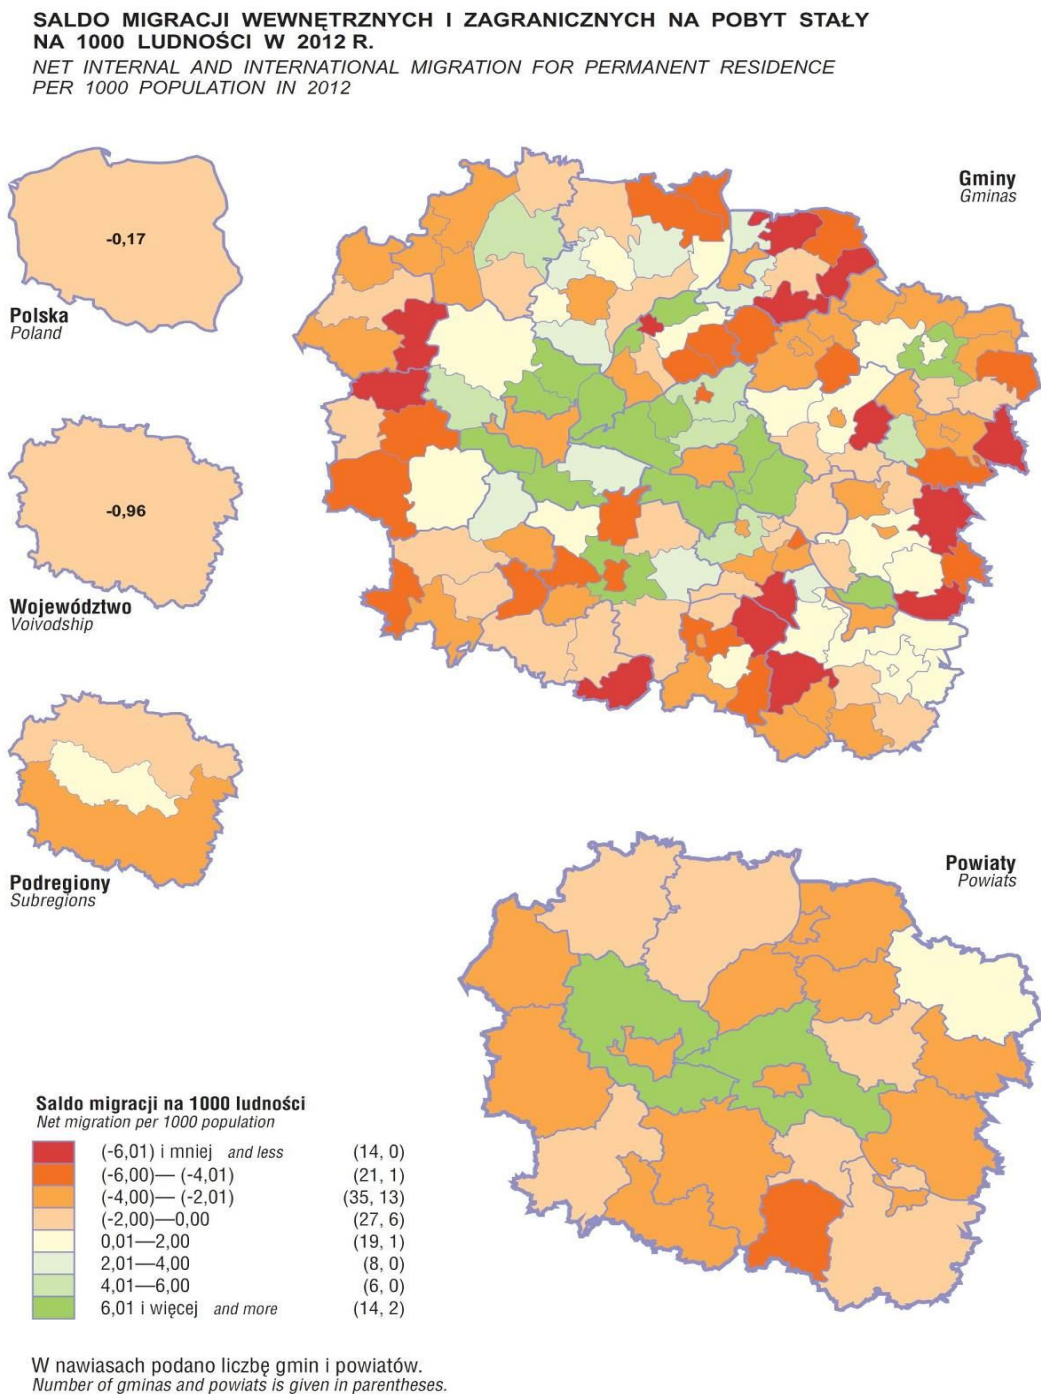 SALDO MIGRACJI WEWNĘTRZNYCH I ZAGRANICZNYCH NA POBYT STAŁY
NA 1000 LUDNOŚCI W 2012 R.
NET INTERNAL AND INTERNATIONAL MIGRATION FOR PERMANENT RESIDENCE
PER 1000 POPULATION IN 2012
Gminy
Gminas
-0,17
Polska
Poland
-0,96
Województwo
Voivodship
Podregiony
Subregions
Powiaty
Powiats
Saldo migracji na 1000 ludności
Net migration per 1000 population
(-6,01) i mniej and less (14, 0)
(-6,00)— (-4,01) (21, 1)
(-4,00)— (-2,01) (35, 13)
(-2,00)—0,00 (27, 6)
0,01—2,00 (19, 1)
2,01—4,00 (8, 0)
4,01—6,00 (6, 0)
6,01 i więcej and more (14, 2)
W nawiasach podano liczbę gmin i powiatów.
Number of gminas and powiats is given in parentheses.